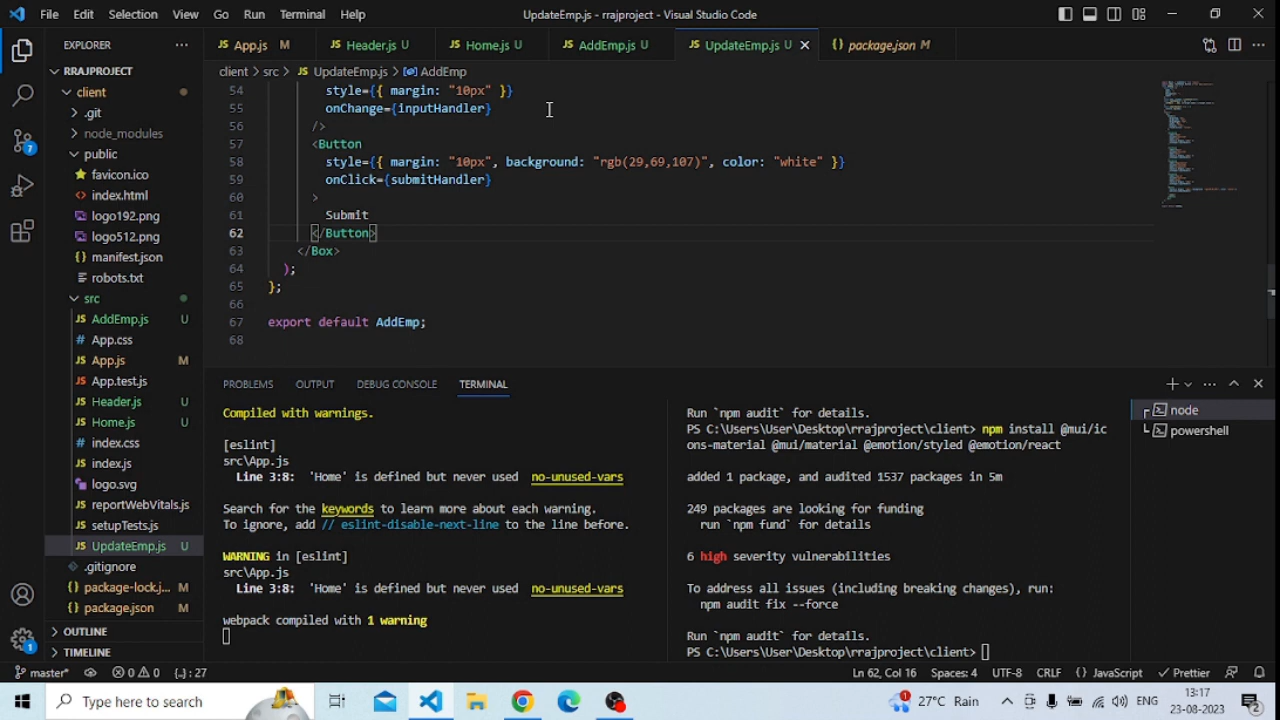 File Edit Selection View Go Run Terminal Help
UpdateEmp.js - rrajproject - Visual Studio Code
EXPLORER
RRAJPROJECT
client
.git
node_modules
public
favicon.ico
index.html
logo192.png
logo512.png
manifest.json
robots.txt
src
AddEmp.js U
App.css
App.js M
App.test.js
Header.js U
Home.js U
index.css
index.js
logo.svg
reportWebVitals.js
setupTests.js
UpdateEmp.js U
.gitignore
package-lock.j... M
package.json M
OUTLINE
TIMELINE
App.js M
Header.js U
Home.js U
AddEmp.js U
UpdateEmp.js U
package.json M
client > src > UpdateEmp.js > AddEmp
54 style={{ margin: "10px" }}
55 onChange={inputHandler}
56 />
57 <Button
58 style={{ margin: "10px", background: "rgb(29,69,107)", color: "white" }}
59 onClick={submitHandler}
60 >
61 Submit
62 </Button>
63 </Box>
64 );
65 };
66
67 export default AddEmp;
68
PROBLEMS OUTPUT DEBUG CONSOLE TERMINAL
Compiled with warnings.
[eslint]
src\App.js
Line 3:8: 'Home' is defined but never used no-unused-vars
Search for the keywords to learn more about each warning.
To ignore, add // eslint-disable-next-line to the line before.
WARNING in [eslint]
src\App.js
Line 3:8: 'Home' is defined but never used no-unused-vars
webpack compiled with 1 warning
Run `npm audit` for details.
PS C:\Users\User\Desktop\rrajproject\client> npm install @mui/ic
ons-material @mui/material @emotion/styled @emotion/react
added 1 package, and audited 1537 packages in 5m
249 packages are looking for funding
run `npm fund` for details
6 high severity vulnerabilities
To address all issues (including breaking changes), run:
npm audit fix --force
Run `npm audit` for details.
PS C:\Users\User\Desktop\rrajproject\client>
node
powershell
7
1
master* 0 0 {..}: 27
Ln 62, Col 16 Spaces: 4 UTF-8 CRLF {} JavaScript Prettier
Type here to search
1
27°C Rain
ENG
13:17
23-08-2023
2